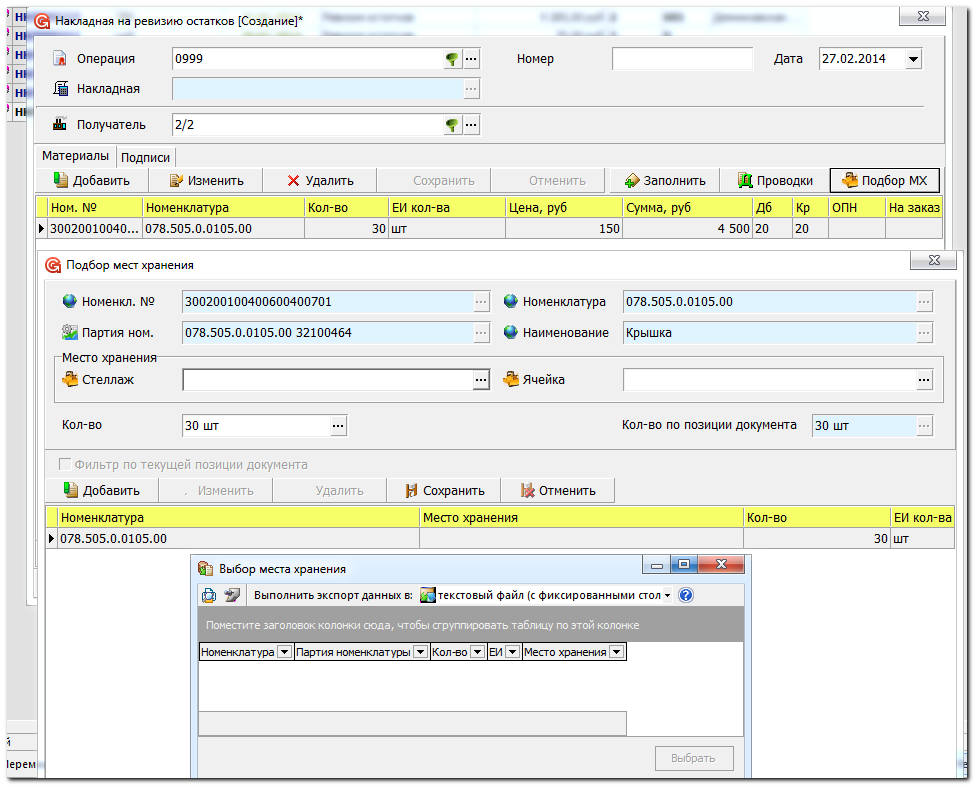 Накладная на ревизию остатков [Создание]*
Операция 0999 ... Номер Дата 27.02.2014
Накладная ...
Получатель 2/2 ...
Материалы Подписи
Добавить Изменить Удалить Сохранить Отменить Заполнить Проводки Подбор МХ
Ном. № Номенклатура Кол-во ЕИ кол-ва Цена, руб Сумма, руб Дб Кр ОПН На заказ
30020010040... 078.505.0.0105.00 30 шт 150 4 500 20 20
Подбор мест хранения
Номенкл. № 300200100400600400701 ... Номенклатура 078.505.0.0105.00 ...
Партия ном. 078.505.0.0105.00 32100464 ... Наименование Крышка ...
Место хранения
Стеллаж ... Ячейка ...
Кол-во 30 шт ... Кол-во по позиции документа 30 шт ...
Фильтр по текущей позиции документа
Добавить Изменить Удалить Сохранить Отменить
Номенклатура Место хранения Кол-во ЕИ кол-ва
078.505.0.0105.00 30 шт
Выбор места хранения
Выполнить экспорт данных в: текстовый файл (с фиксированными стол
Поместите заголовок колонки сюда, чтобы сгруппировать таблицу по этой колонке
Номенклатура Партия номенклатуры Кол-во ЕИ Место хранения
Выбрать